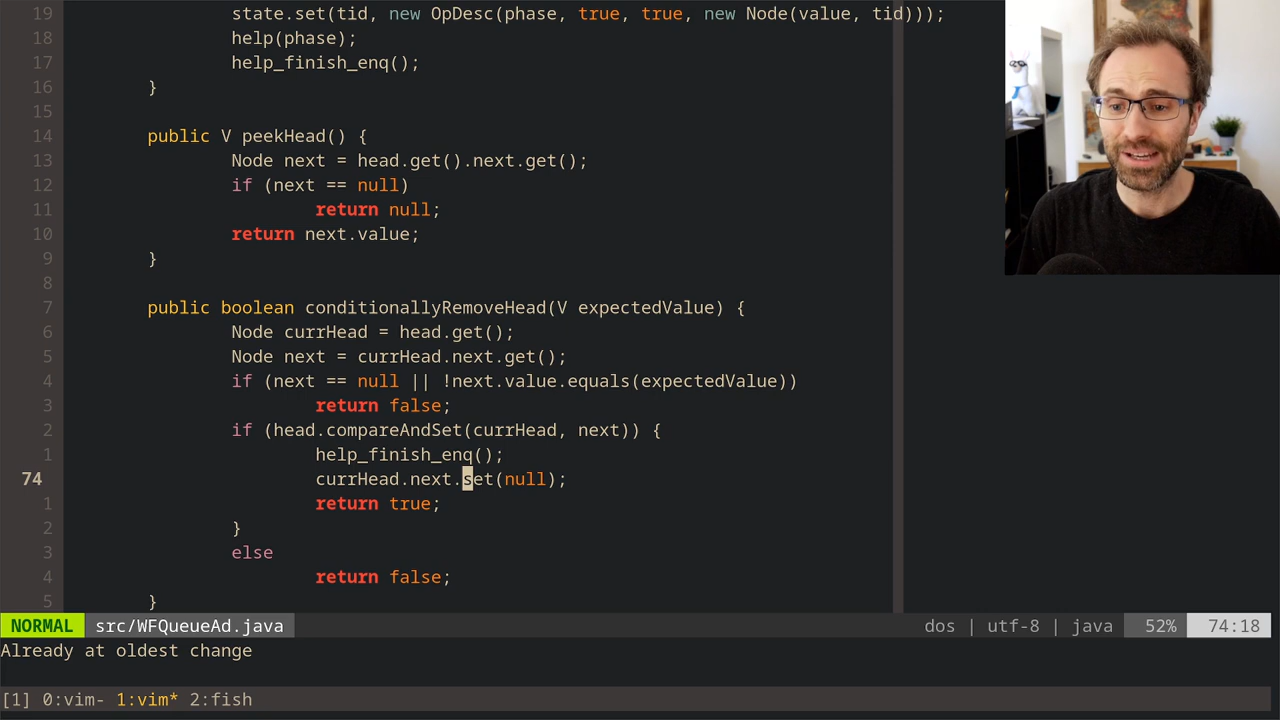 19 state.set(tid, new OpDesc(phase, true, true, new Node(value, tid)));
18 help(phase);
17 help_finish_enq();
16 }
15
14 public V peekHead() {
13 Node next = head.get().next.get();
12 if (next == null)
11 return null;
10 return next.value;
9 }
8
7 public boolean conditionallyRemoveHead(V expectedValue) {
6 Node currHead = head.get();
5 Node next = currHead.next.get();
4 if (next == null || !next.value.equals(expectedValue))
3 return false;
2 if (head.compareAndSet(currHead, next)) {
1 help_finish_enq();
74 currHead.next.set(null);
1 return true;
2 }
3 else
4 return false;
5 }
NORMAL src/WFQueueAd.java dos | utf-8 | java 52% 74:18
Already at oldest change
[1] 0:vim- 1:vim* 2:fish